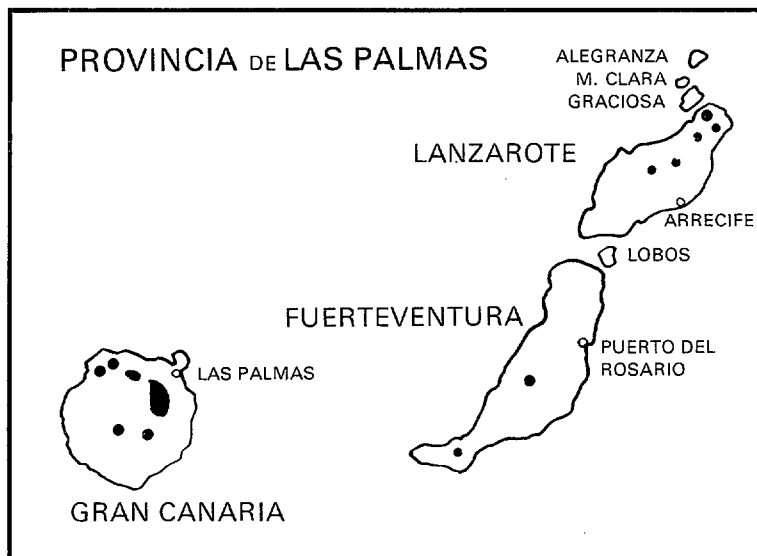 PROVINCIA DE LAS PALMAS
ALEGRANZA
M. CLARA
GRACIOSA
LANZAROTE
ARRECIFE
LOBOS
FUERTEVENTURA
PUERTO DEL
ROSARIO
LAS PALMAS
GRAN CANARIA